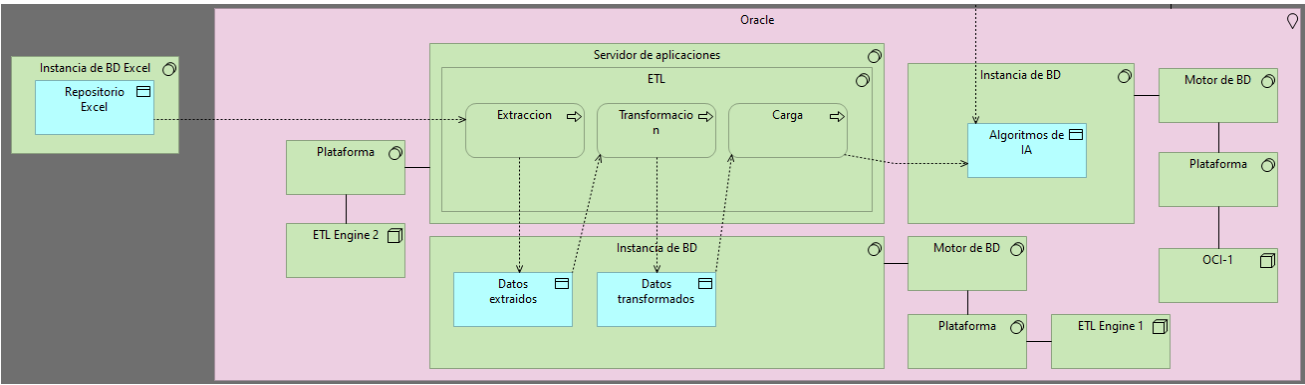 Oracle
Instancia de BD Excel
Repositorio
Excel
Servidor de aplicaciones
ETL
Extraccion
Transformacio
n
Carga
Plataforma
ETL Engine 2
Instancia de BD
Datos
extraidos
Datos
transformados
Instancia de BD
Algoritmos de
IA
Motor de BD
Plataforma
OCI-1
Motor de BD
Plataforma
ETL Engine 1